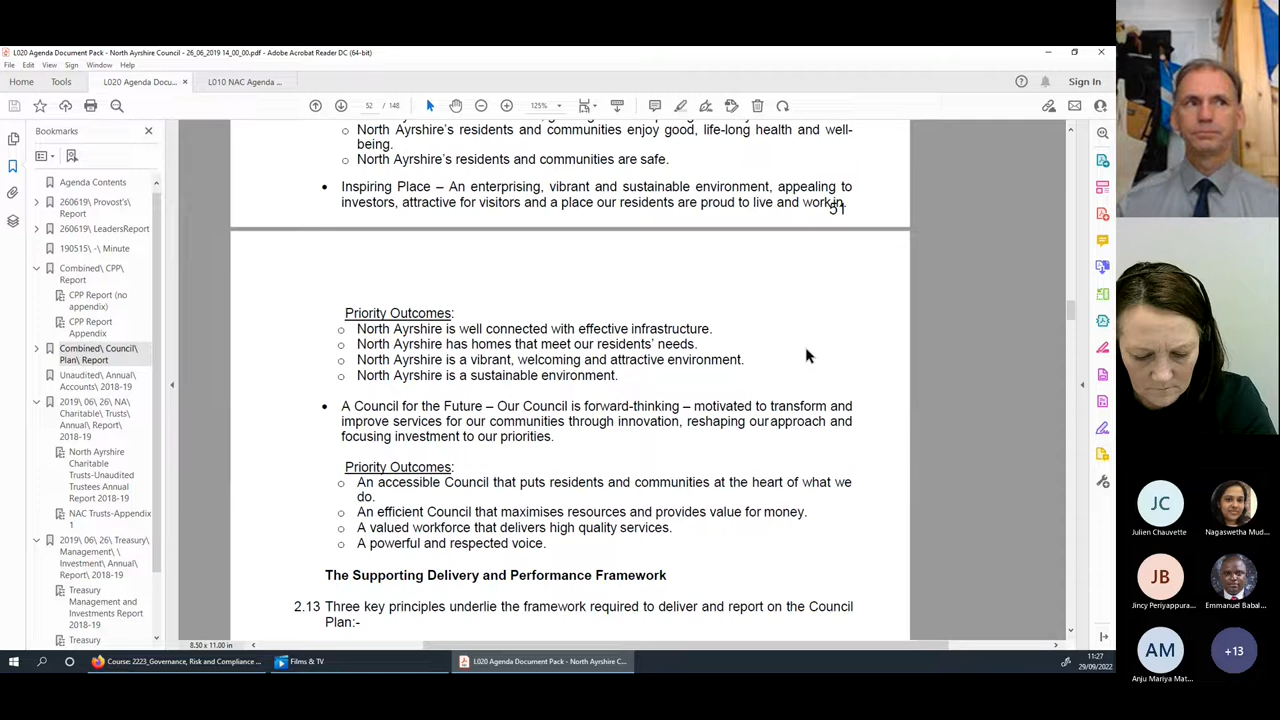 L020 Agenda Document Pack - North Ayrshire Council - 26_06_2019 14_00_00.pdf - Adobe Acrobat Reader DC (64-bit)
File Edit View Sign Window Help
Home Tools L020 Agenda Docu... × L010 NAC Agenda ... Sign In
52 / 148 125%
Bookmarks
Agenda Contents
260619\ Provost's\
Report
260619\ LeadersReport
190515\ -\ Minute
Combined\ CPP\
Report
CPP Report (no
appendix)
CPP Report
Appendix
Combined\ Council\
Plan\ Report
Unaudited\ Annual\
Accounts\ 2018-19
2019\ 06\ 26\ NA\
Charitable\ Trusts\
Annual\ Report\
2018-19
North Ayrshire
Charitable
Trusts-Unaudited
Trustees Annual
Report 2018-19
NAC Trusts-Appendix
1
2019\ 06\ 26\ Treasury\
Management\ \
Investment\ Annual\
Report\ 2018-19
Treasury
Management and
Investments Report
2018-19
Treasury
o North Ayrshire's residents and communities enjoy good, life-long health and well-
being.
o North Ayrshire's residents and communities are safe.
• Inspiring Place – An enterprising, vibrant and sustainable environment, appealing to
investors, attractive for visitors and a place our residents are proud to live and work in.
51
Priority Outcomes:
o North Ayrshire is well connected with effective infrastructure.
o North Ayrshire has homes that meet our residents' needs.
o North Ayrshire is a vibrant, welcoming and attractive environment.
o North Ayrshire is a sustainable environment.
• A Council for the Future – Our Council is forward-thinking – motivated to transform and
improve services for our communities through innovation, reshaping our approach and
focusing investment to our priorities.
Priority Outcomes:
o An accessible Council that puts residents and communities at the heart of what we
do.
o An efficient Council that maximises resources and provides value for money.
o A valued workforce that delivers high quality services.
o A powerful and respected voice.
The Supporting Delivery and Performance Framework
2.13 Three key principles underlie the framework required to deliver and report on the Council
Plan:-
8.50 x 11.00 in
Course: 2223_Governance, Risk and Compliance ... Films & TV L020 Agenda Document Pack - North Ayrshire C...
11:27
29/09/2022
JC
Julien Chauvette
Nagaswetha Mud...
JB
Jincy Periyappura...
Emmanuel Babal...
AM
Anju Mariya Mat...
+13